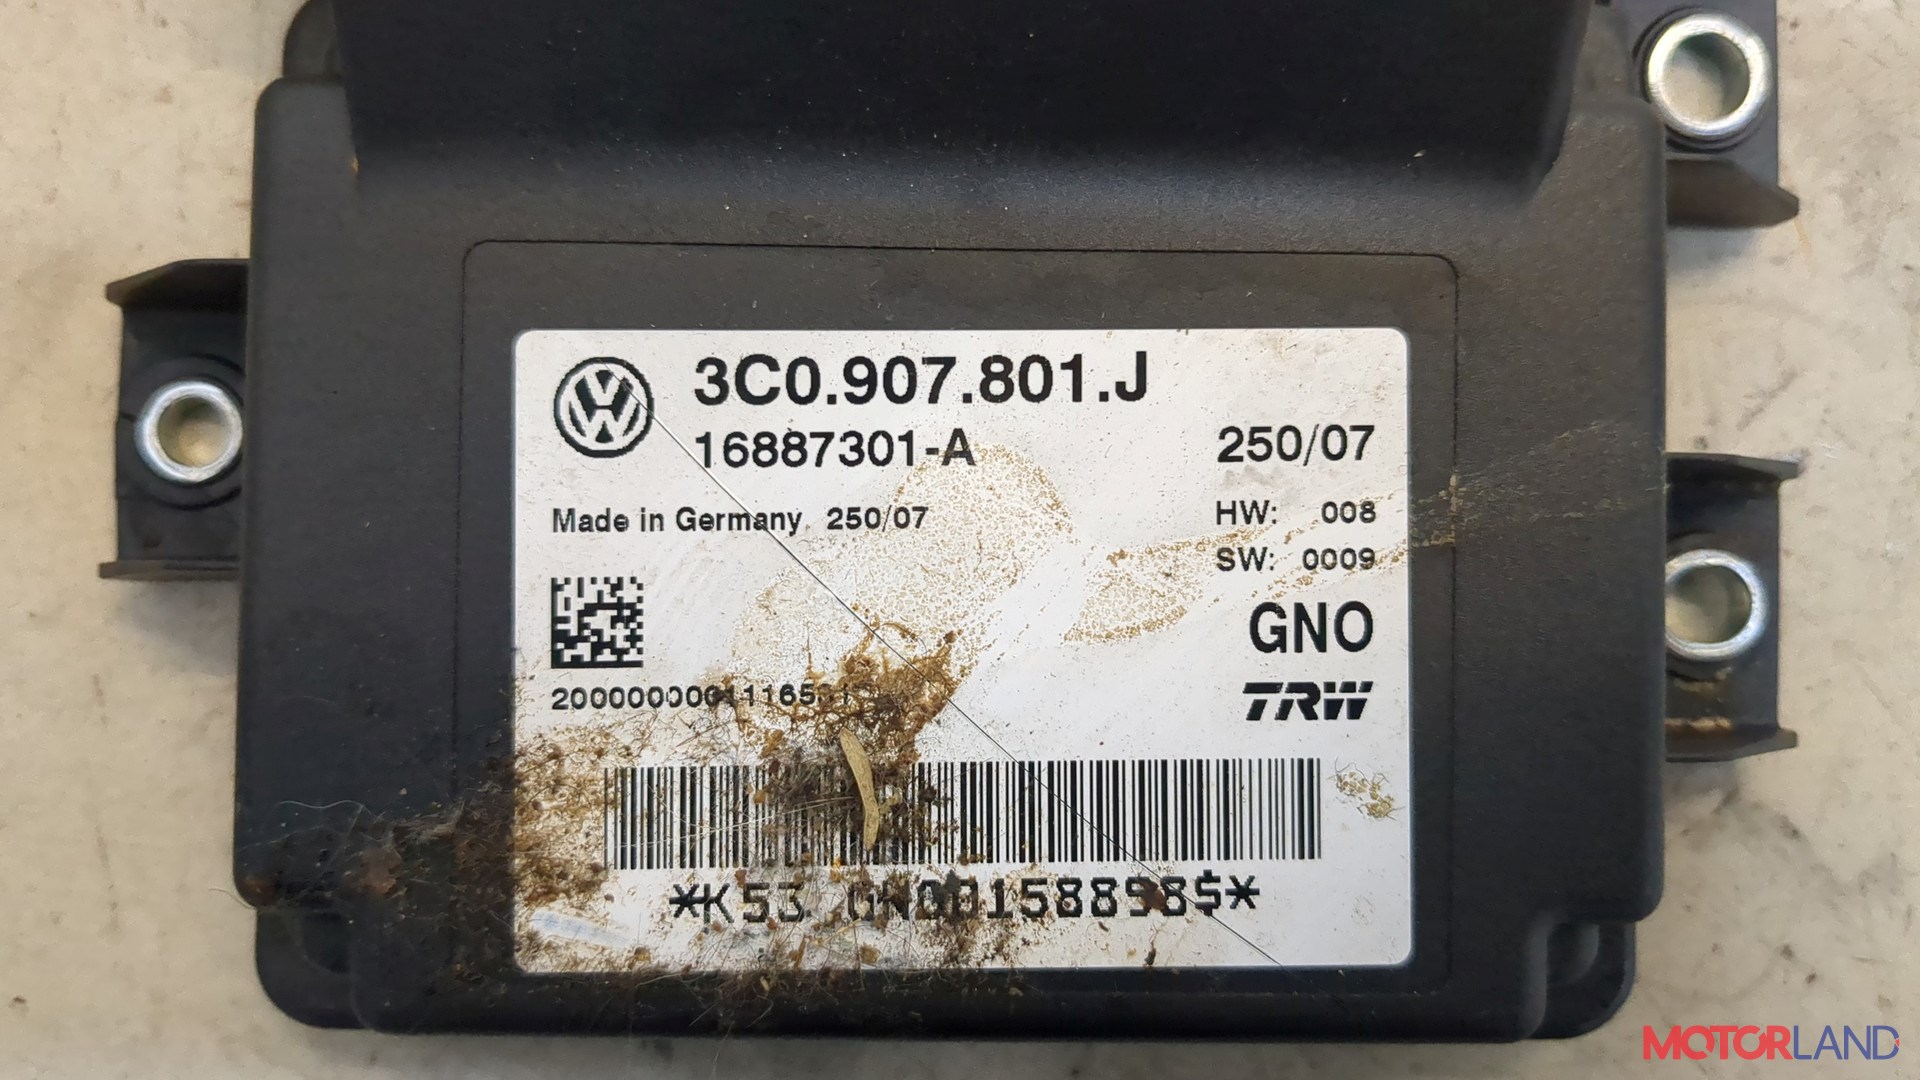 3C0.907.801.J
16887301-A
250/07
Made in Germany 250/07
HW: 008
SW: 0009
GNO
TRW
*K53
MOTORLAND